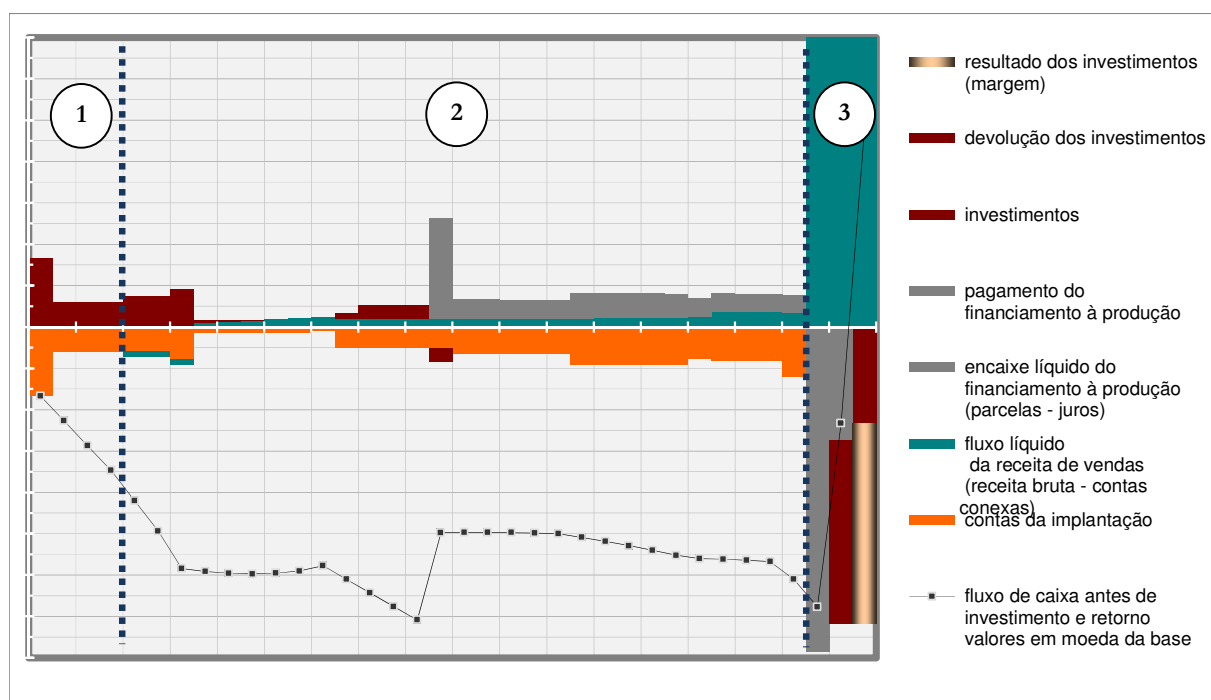 1
2
3
resultado dos investimentos
(margem)
devolução dos investimentos
investimentos
pagamento do
financiamento à produção
encaixe líquido do
financiamento à produção
(parcelas - juros)
fluxo líquido
da receita de vendas
(receita bruta - contas
conexas)
contas da implantação
fluxo de caixa antes de
investimento e retorno
valores em moeda da base